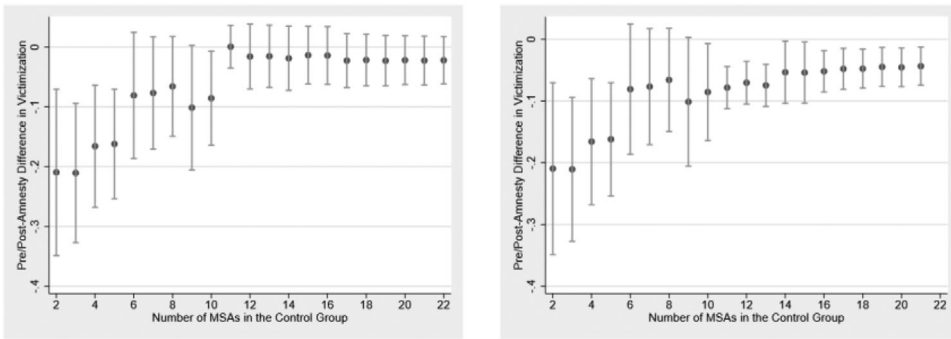 Pre/Post-Amnesty Difference in Victimization
0
-.1
-.2
-.3
-.4
2 4 6 8 10 12 14 16 18 20 22
Number of MSAs in the Control Group
Pre/Post-Amnesty Difference in Victimization
0
-.1
-.2
-.3
-.4
2 4 6 8 10 12 14 16 18 20 22
Number of MSAs in the Control Group